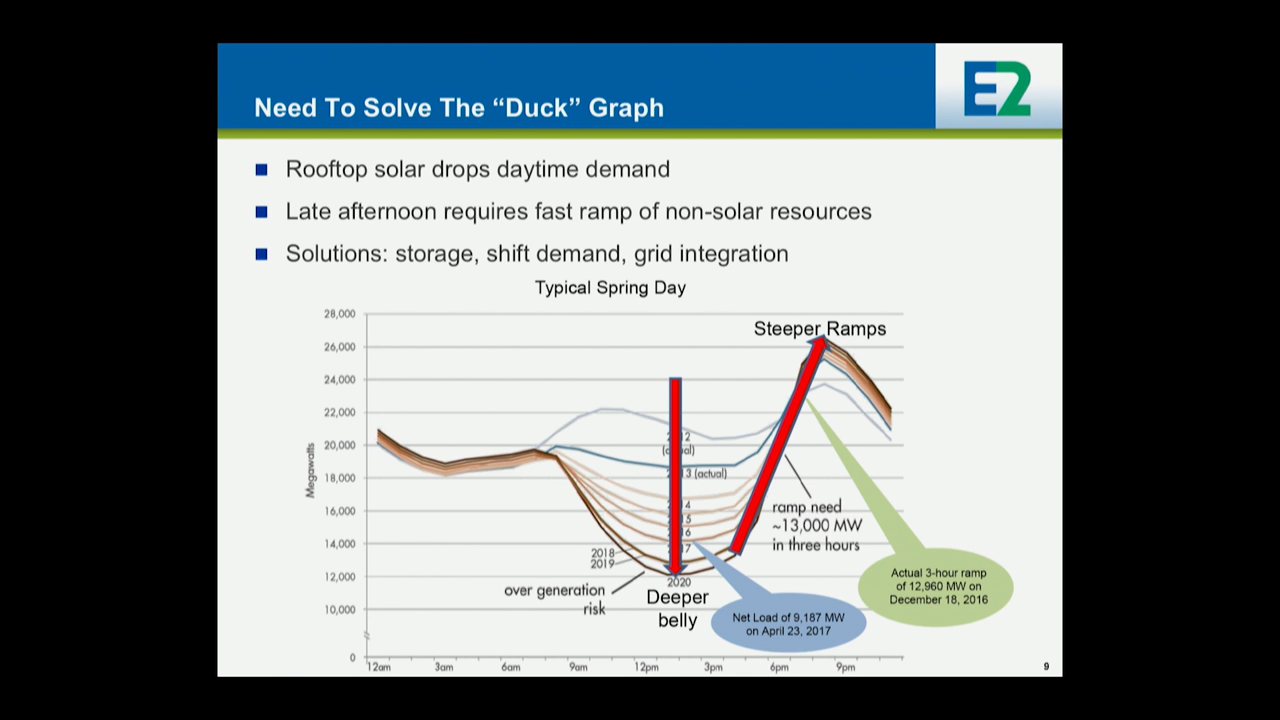 Need To Solve The “Duck” Graph
E2
Rooftop solar drops daytime demand
Late afternoon requires fast ramp of non-solar resources
Solutions: storage, shift demand, grid integration
Typical Spring Day
Steeper Ramps
Megawatts
28,000
26,000
24,000
22,000
20,000
18,000
16,000
14,000
12,000
10,000
0
(actual)
(actual)
2018
2019
2020
over generation
risk
Deeper
belly
ramp need
~13,000 MW
in three hours
Net Load of 9,187 MW
on April 23, 2017
Actual 3-hour ramp
of 12,960 MW on
December 18, 2016
12am
3am
6am
9am
12pm
3pm
6pm
9pm
9